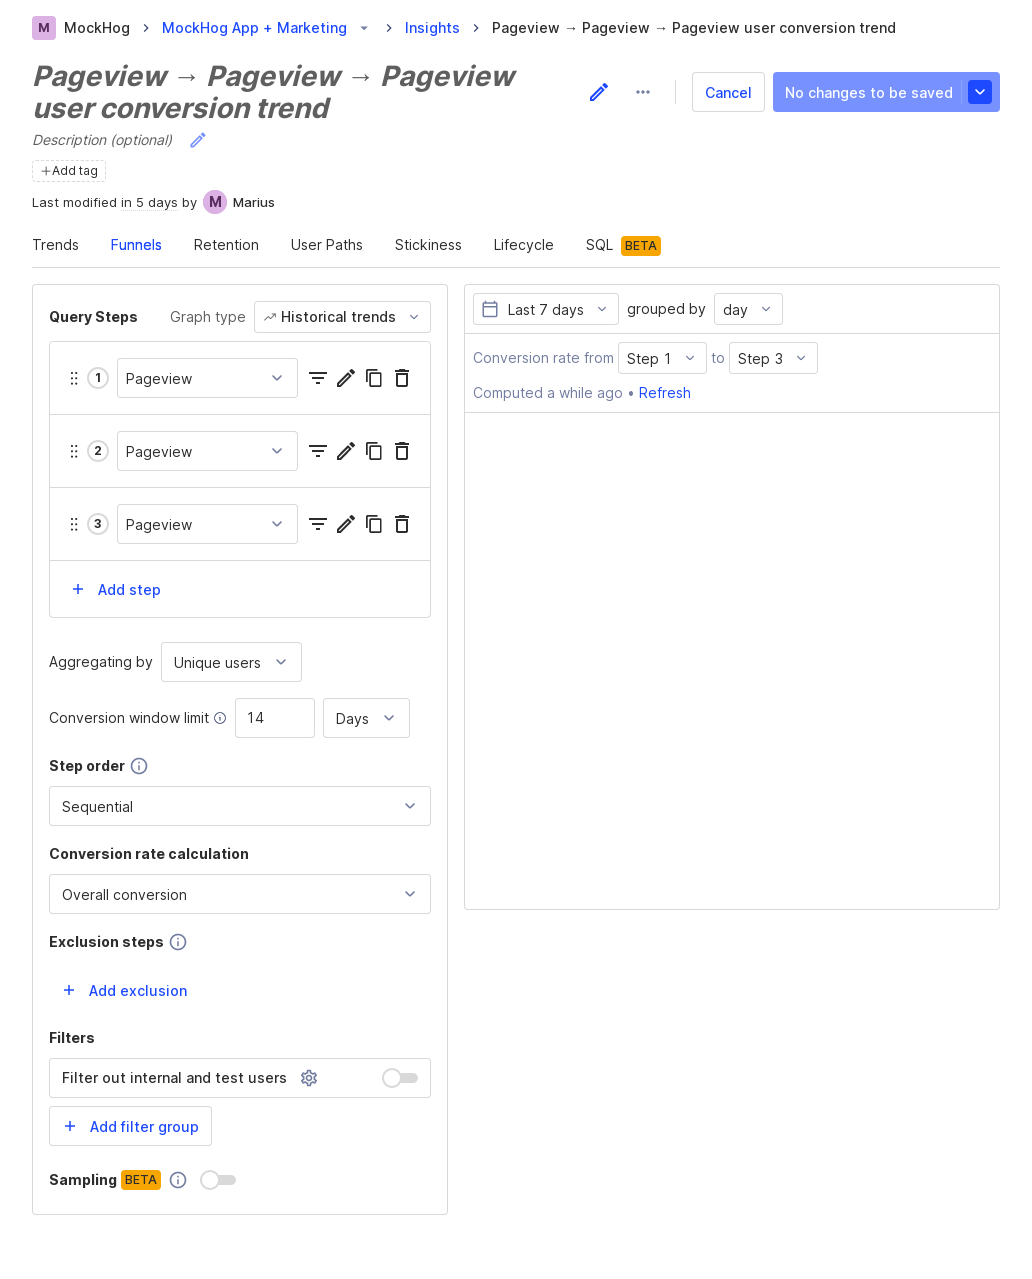 M MockHog MockHog App + Marketing Insights Pageview → Pageview → Pageview user conversion trend
Pageview → Pageview → Pageview
user conversion trend
Cancel
No changes to be saved
Description (optional)
Add tag
Last modified in 5 days by M Marius
Trends Funnels Retention User Paths Stickiness Lifecycle SQL BETA
Query Steps Graph type Historical trends
1 Pageview
2 Pageview
3 Pageview
Add step
Aggregating by Unique users
Conversion window limit 14 Days
Step order
Sequential
Conversion rate calculation
Overall conversion
Exclusion steps
Add exclusion
Filters
Filter out internal and test users
Add filter group
Sampling BETA
Last 7 days grouped by day
Conversion rate from Step 1 to Step 3
Computed a while ago • Refresh